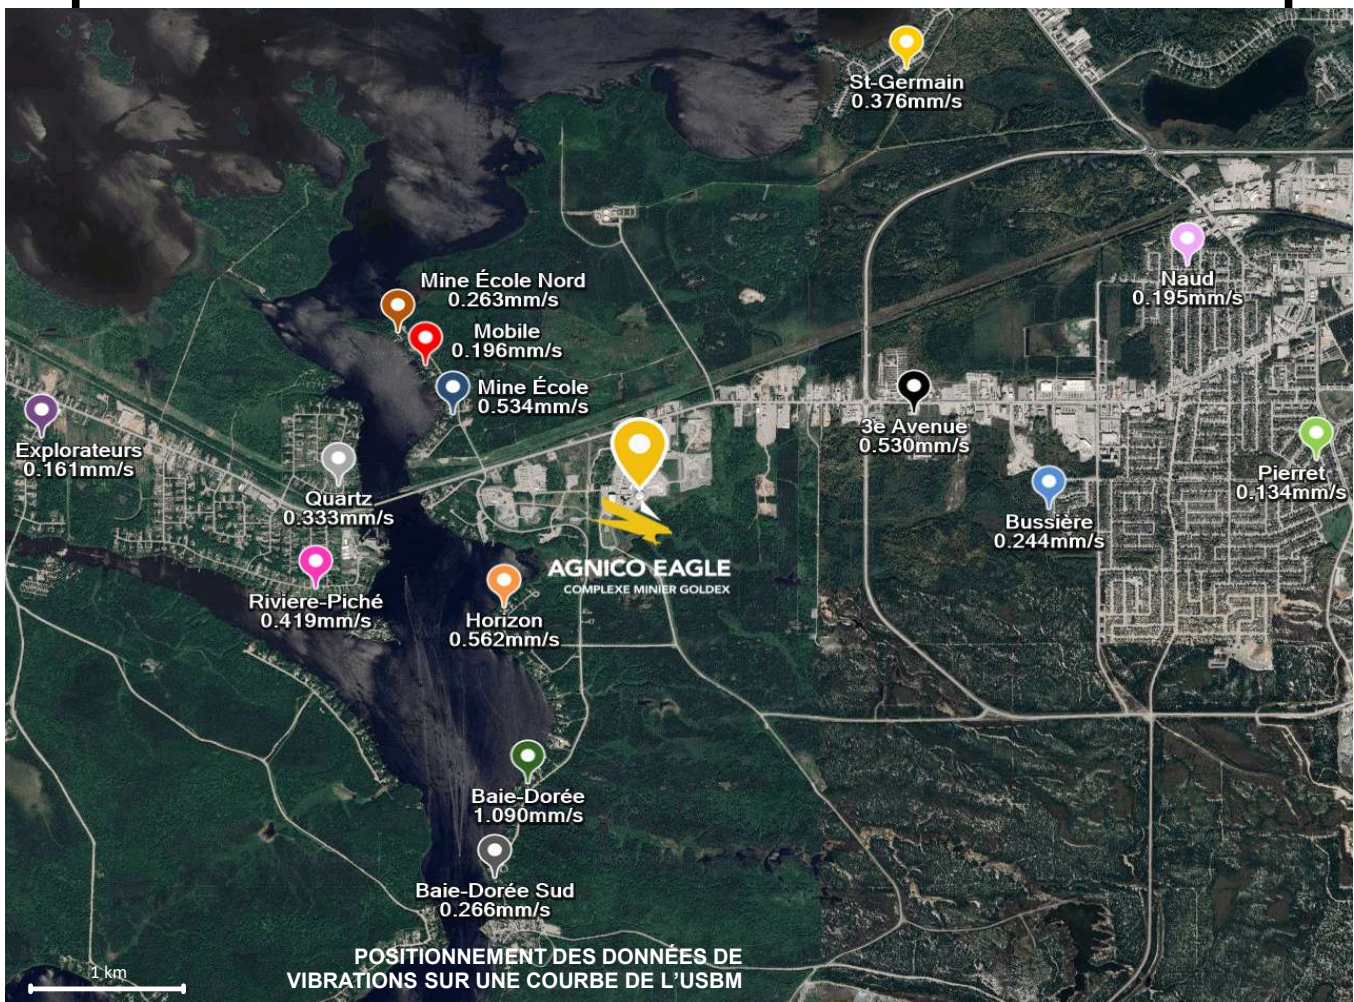 St-Germain
0.376mm/s
Naud
0.195mm/s
Mine École Nord
0.263mm/s
Mobile
0.196mm/s
Mine École
0.534mm/s
Explorateurs
0.161mm/s
3e Avenue
0.530mm/s
Quartz
0.333mm/s
Pierret
0.134mm/s
Bussière
0.244mm/s
AGNICO EAGLE
COMPLEXE MINIER GOLDEX
Rivière-Piché
0.419mm/s
Horizon
0.562mm/s
Baie-Dorée
1.090mm/s
Baie-Dorée Sud
0.266mm/s
POSITIONNEMENT DES DONNÉES DE
VIBRATIONS SUR UNE COURBE DE L'USBM
1 km